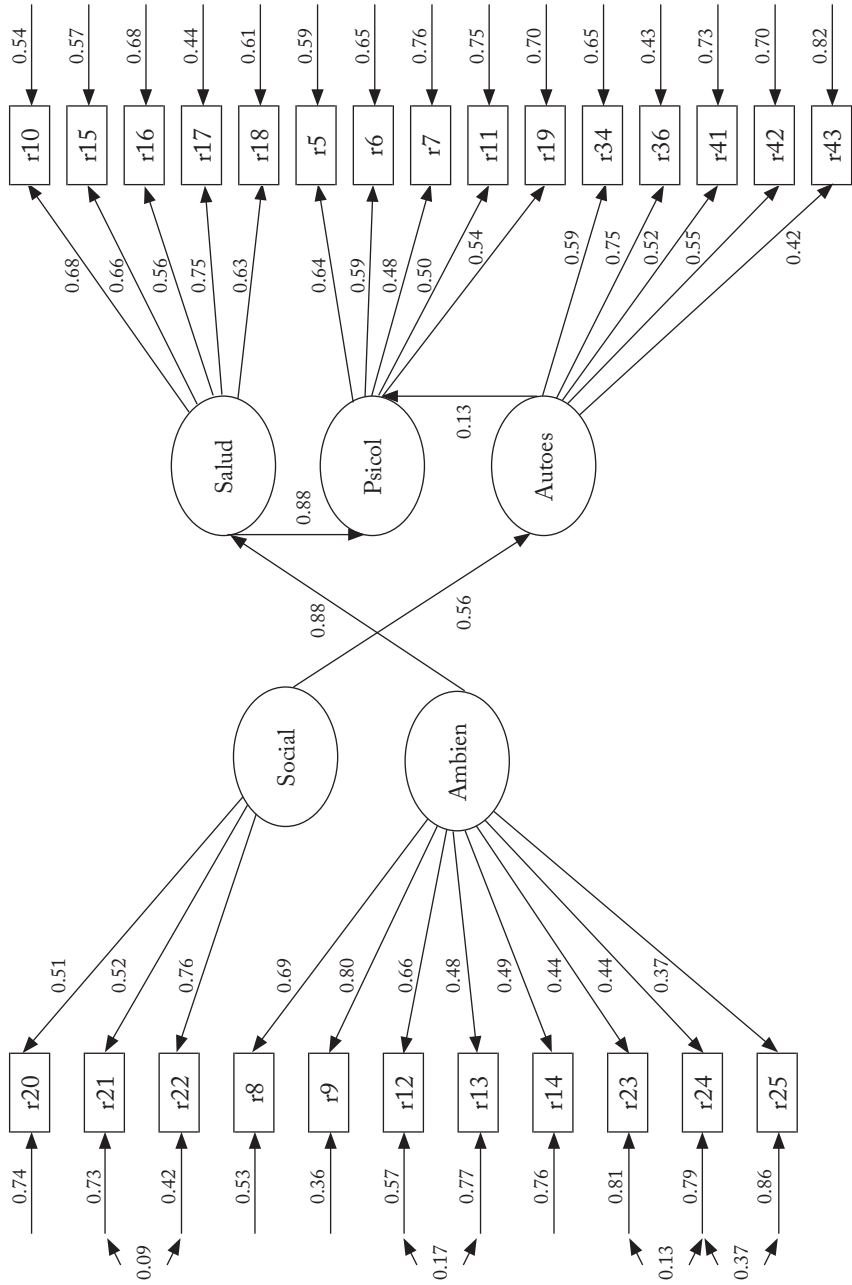 0.54
0.57
0.68
0.44
0.61
0.59
0.65
0.76
0.75
0.70
0.65
0.43
0.73
0.70
0.82
r10
r15
r16
r17
r18
r5
r6
r7
r11
r19
r34
r36
r41
r42
r43
0.68
0.66
0.56
0.75
0.63
0.64
0.59
0.48
0.50
0.54
0.59
0.75
0.52
0.55
0.42
Salud
Psicol
Autoes
0.88
0.13
0.88
0.56
Social
Ambien
0.51
0.52
0.76
0.69
0.80
0.66
0.48
0.49
0.44
0.44
0.37
r20
r21
r22
r8
r9
r12
r13
r14
r23
r24
r25
0.74
0.73
0.42
0.53
0.36
0.57
0.77
0.76
0.81
0.79
0.86
0.09
0.17
0.13
0.37